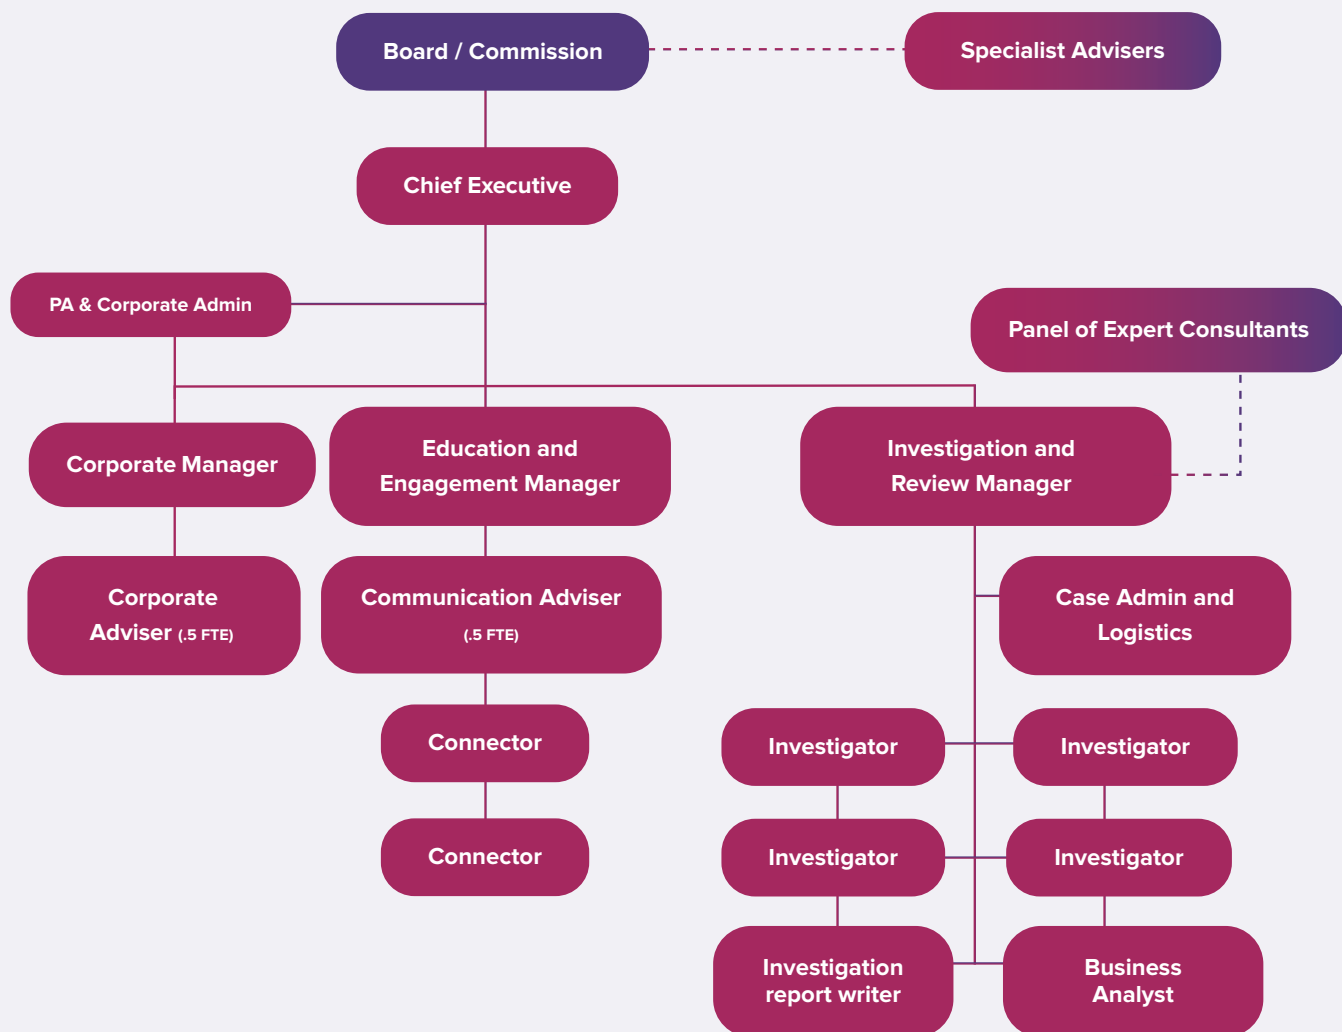 Board / Commission
Specialist Advisers
Chief Executive
PA & Corporate Admin
Panel of Expert Consultants
Corporate Manager
Education and
Engagement Manager
Investigation and
Review Manager
Corporate
Adviser (.5 FTE)
Communication Adviser
(.5 FTE)
Case Admin and
Logistics
Connector
Investigator
Investigator
Connector
Investigator
Investigator
Investigation
report writer
Business
Analyst